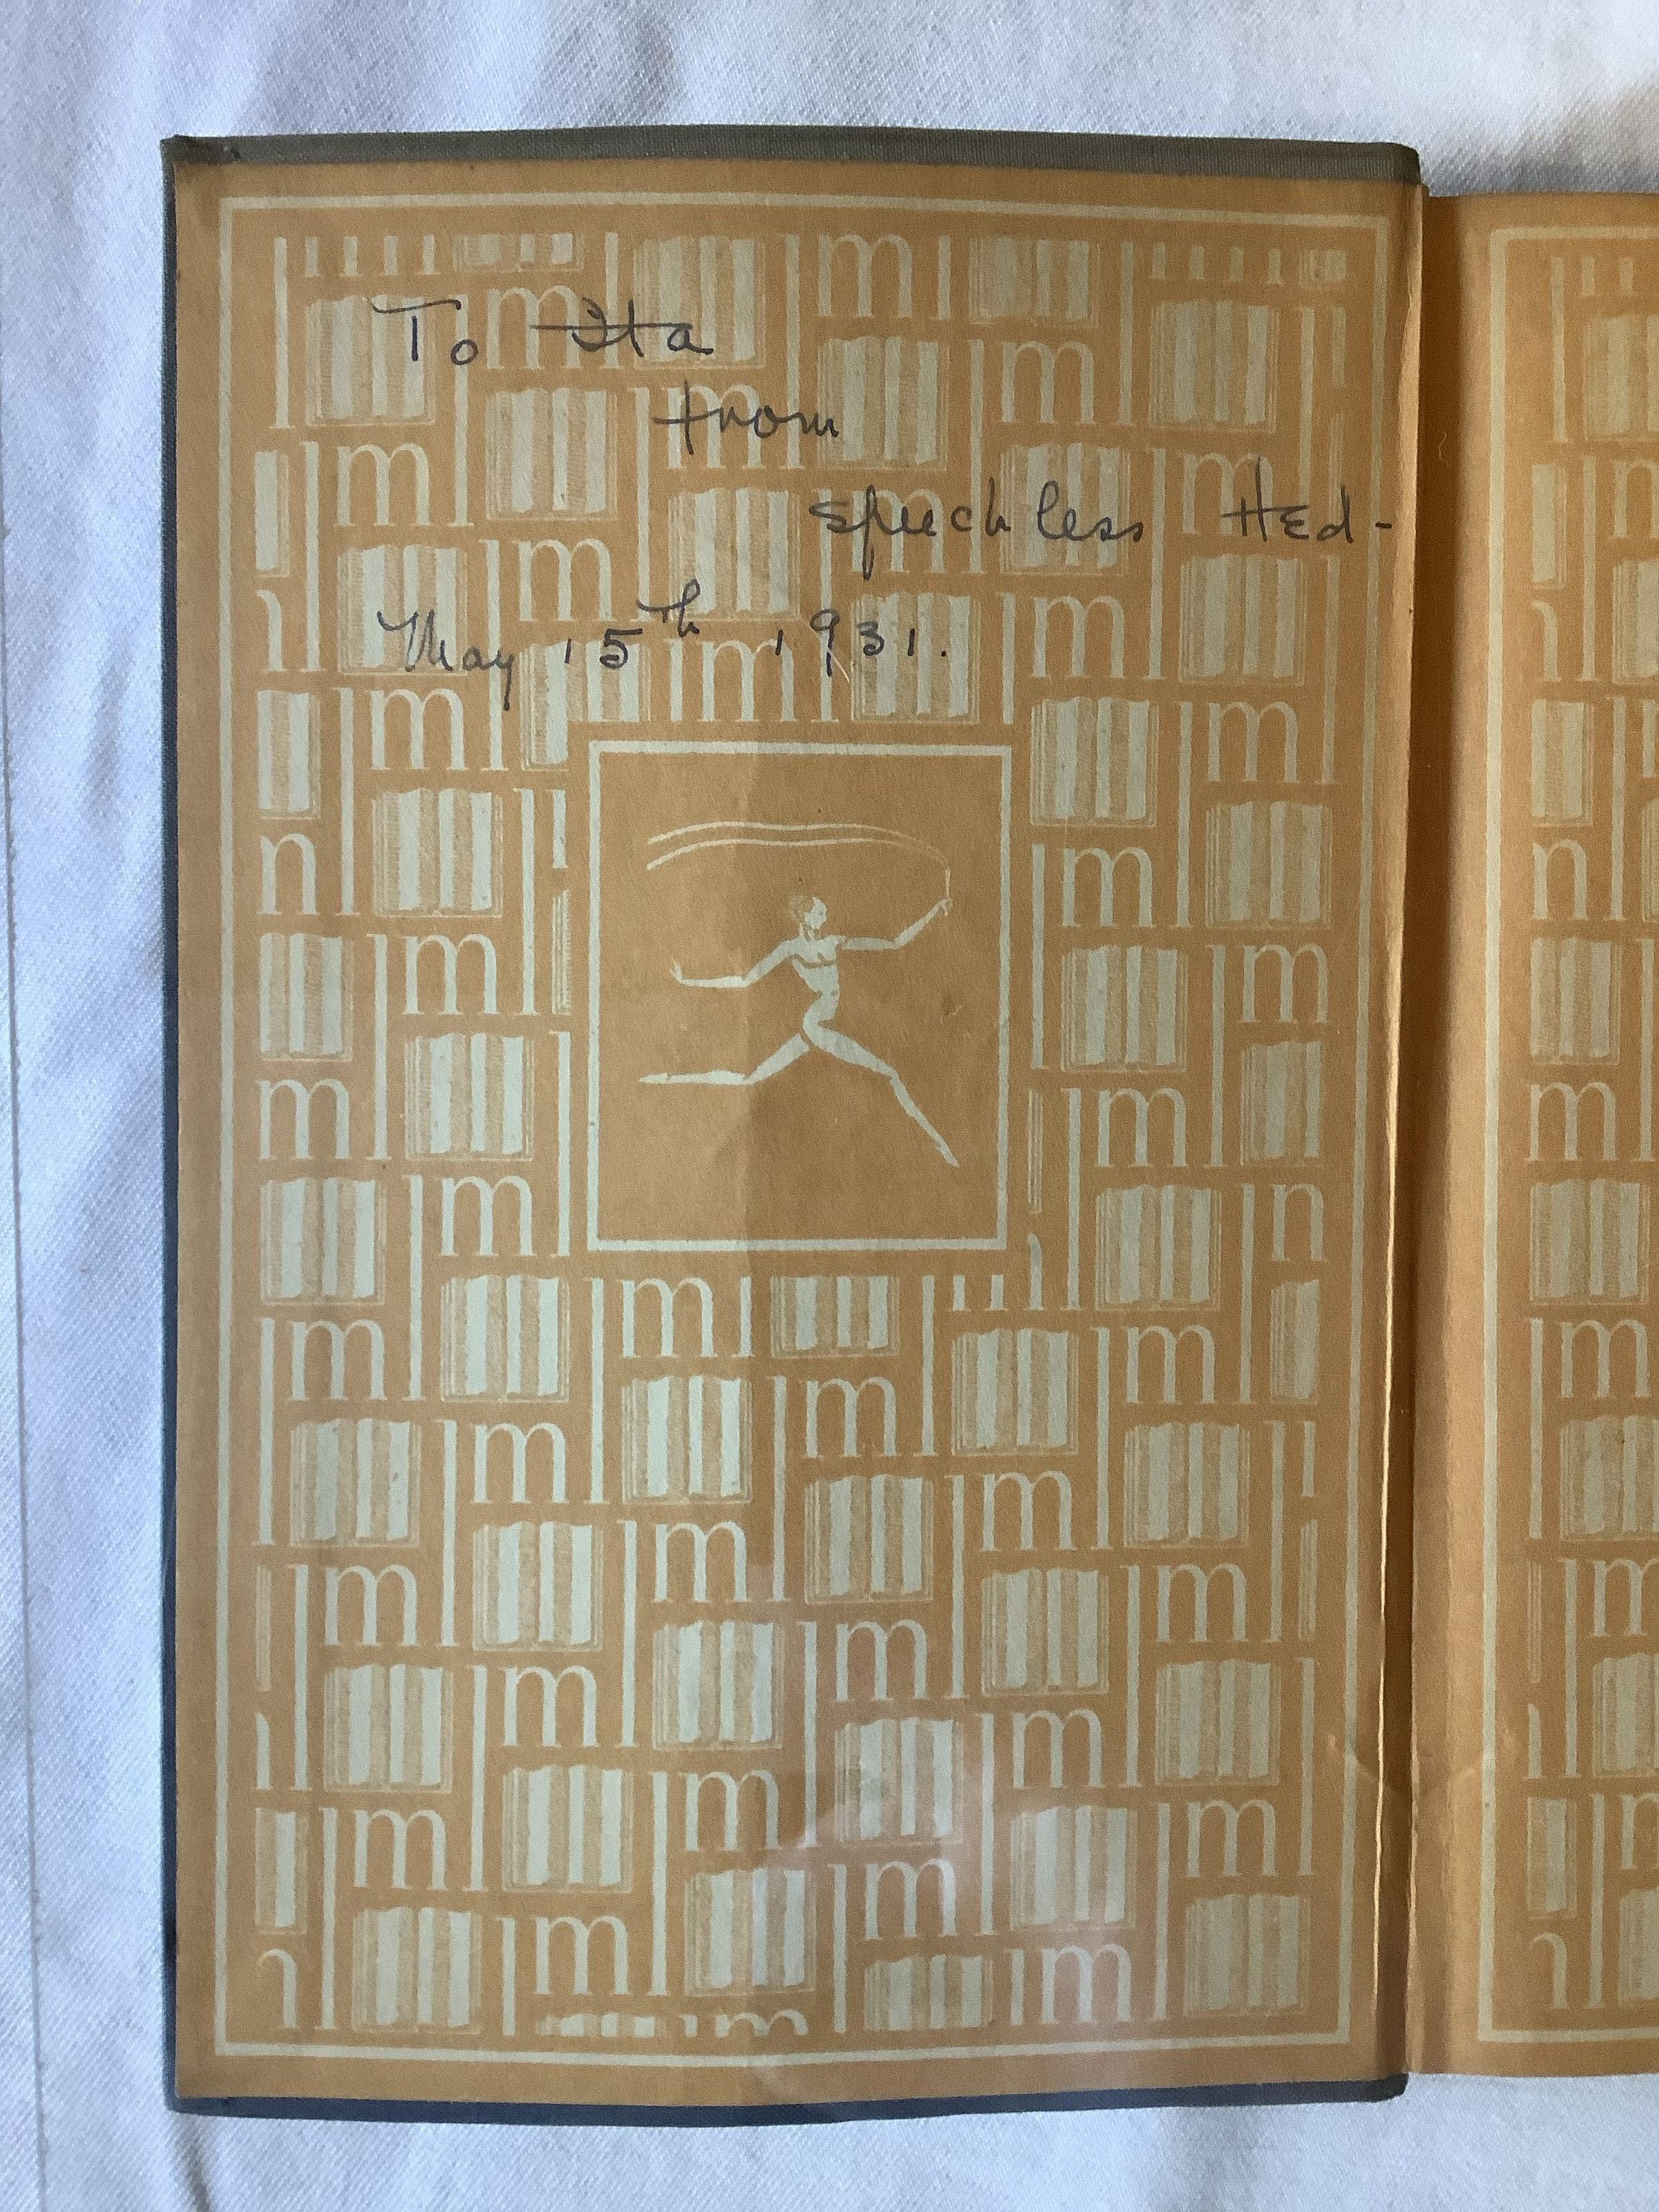 To Ita
from
speechless Hed-
May 15th 1931.